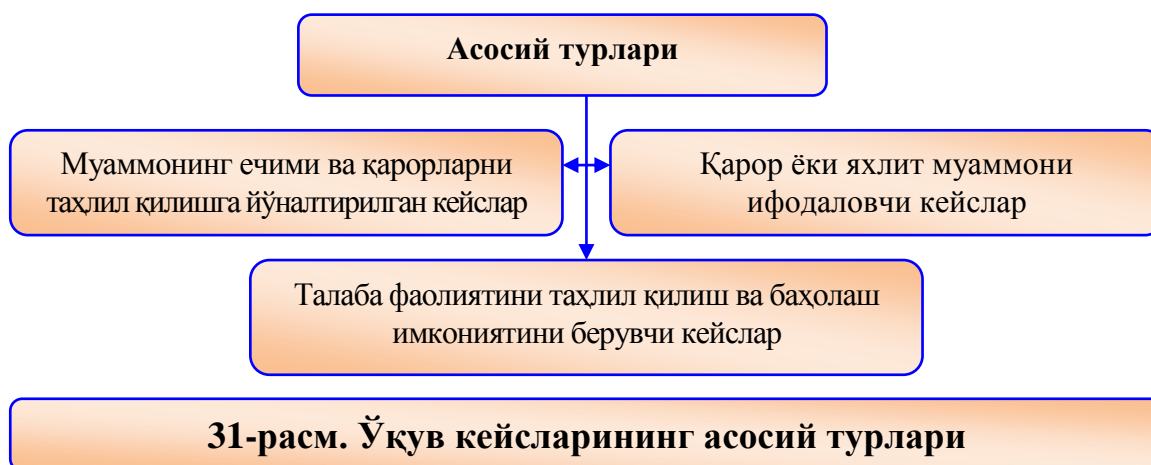 Асосий турлари
Муаммонинг ечими ва қарорларни
таҳлил қилишга йўналтирилган кейслар
Қарор ёки яхлит муаммони
ифодаловчи кейслар
Талаба фаолиятини таҳлил қилиш ва баҳолаш
имкониятини берувчи кейслар
31-расм. Ўқув кейсларининг асосий турлари